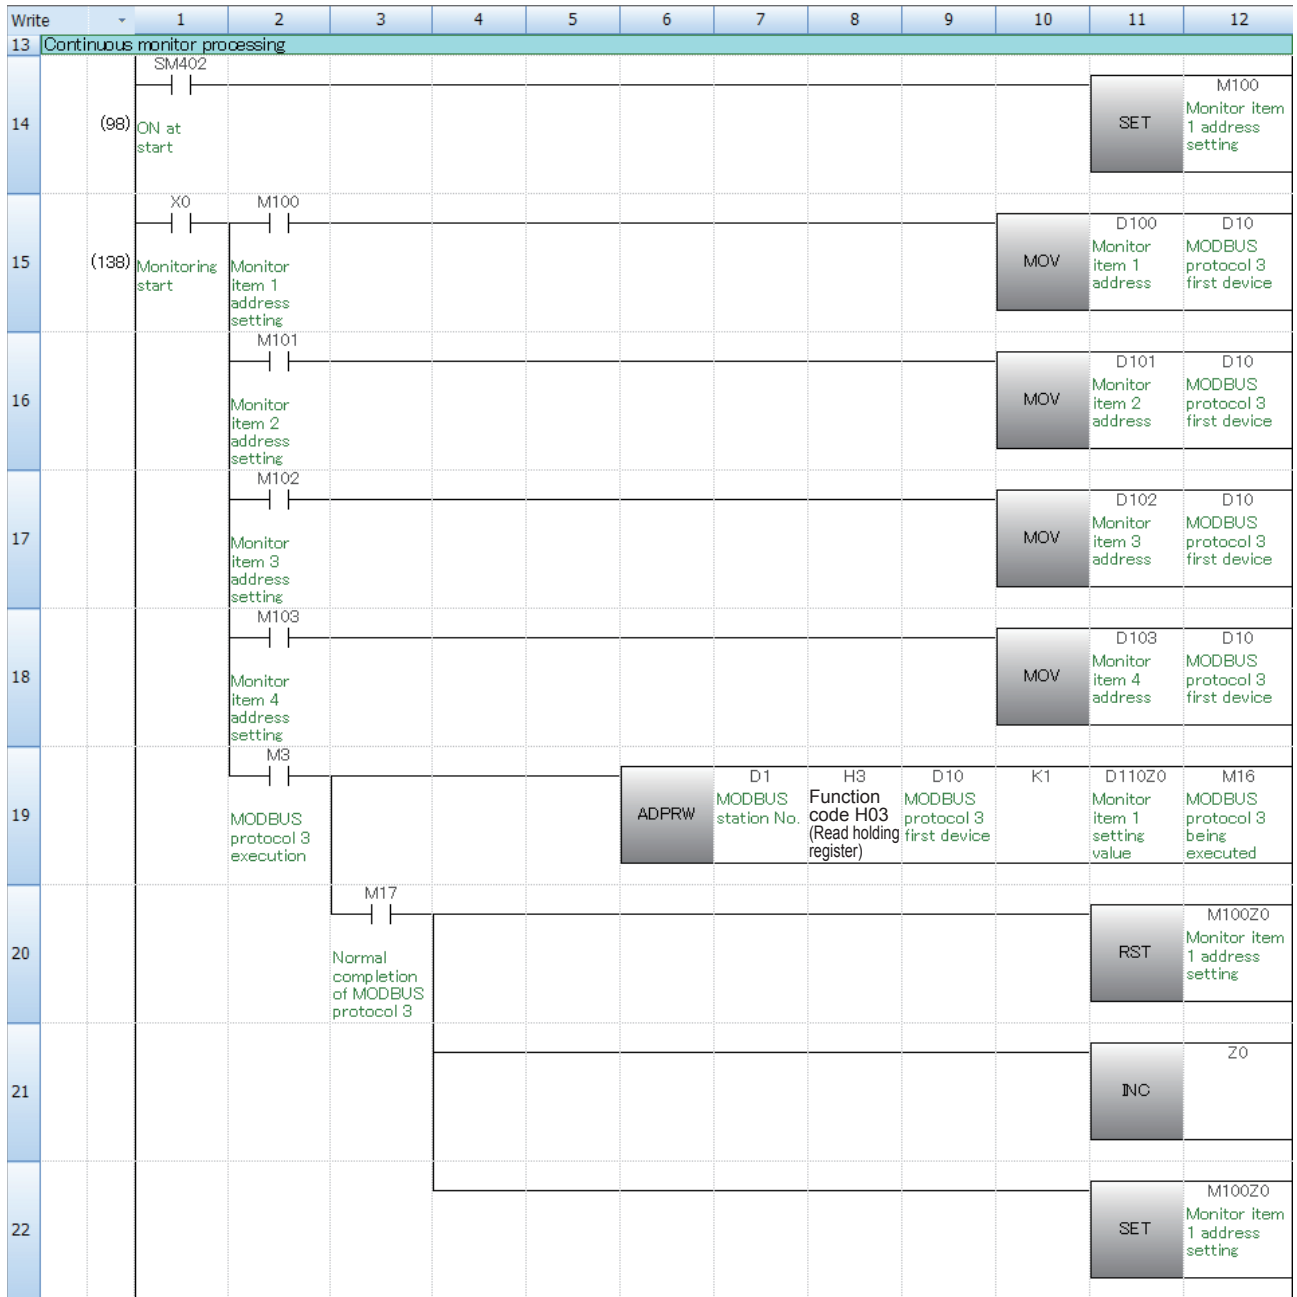 Write 1 2 3 4 5 6 7 8 9 10 11 12
13 Continuous monitor processing
SM402
M100
14 (98) ON at
start
SET
Monitor item
1 address
setting
X0 M100
D100 D10
15 (138) Monitoring
start
Monitor
item 1
address
setting
MOV
Monitor
item 1
address
MODBUS
protocol 3
first device
M101
D101 D10
16
Monitor
item 2
address
setting
MOV
Monitor
item 2
address
MODBUS
protocol 3
first device
M102
D102 D10
17
Monitor
item 3
address
setting
MOV
Monitor
item 3
address
MODBUS
protocol 3
first device
M103
D103 D10
18
Monitor
item 4
address
setting
MOV
Monitor
item 4
address
MODBUS
protocol 3
first device
M3
D1 H3 D10 K1 D110Z0 M16
19
MODBUS
protocol 3
execution
ADPRW
MODBUS
station No.
Function
code H03
(Read holding
register)
MODBUS
protocol 3
first device
Monitor
item 1
setting
value
MODBUS
protocol 3
being
executed
M17
M100Z0
20
Normal
completion
of MODBUS
protocol 3
RST
Monitor item
1 address
setting
Z0
21
INC
M100Z0
22
SET
Monitor item
1 address
setting